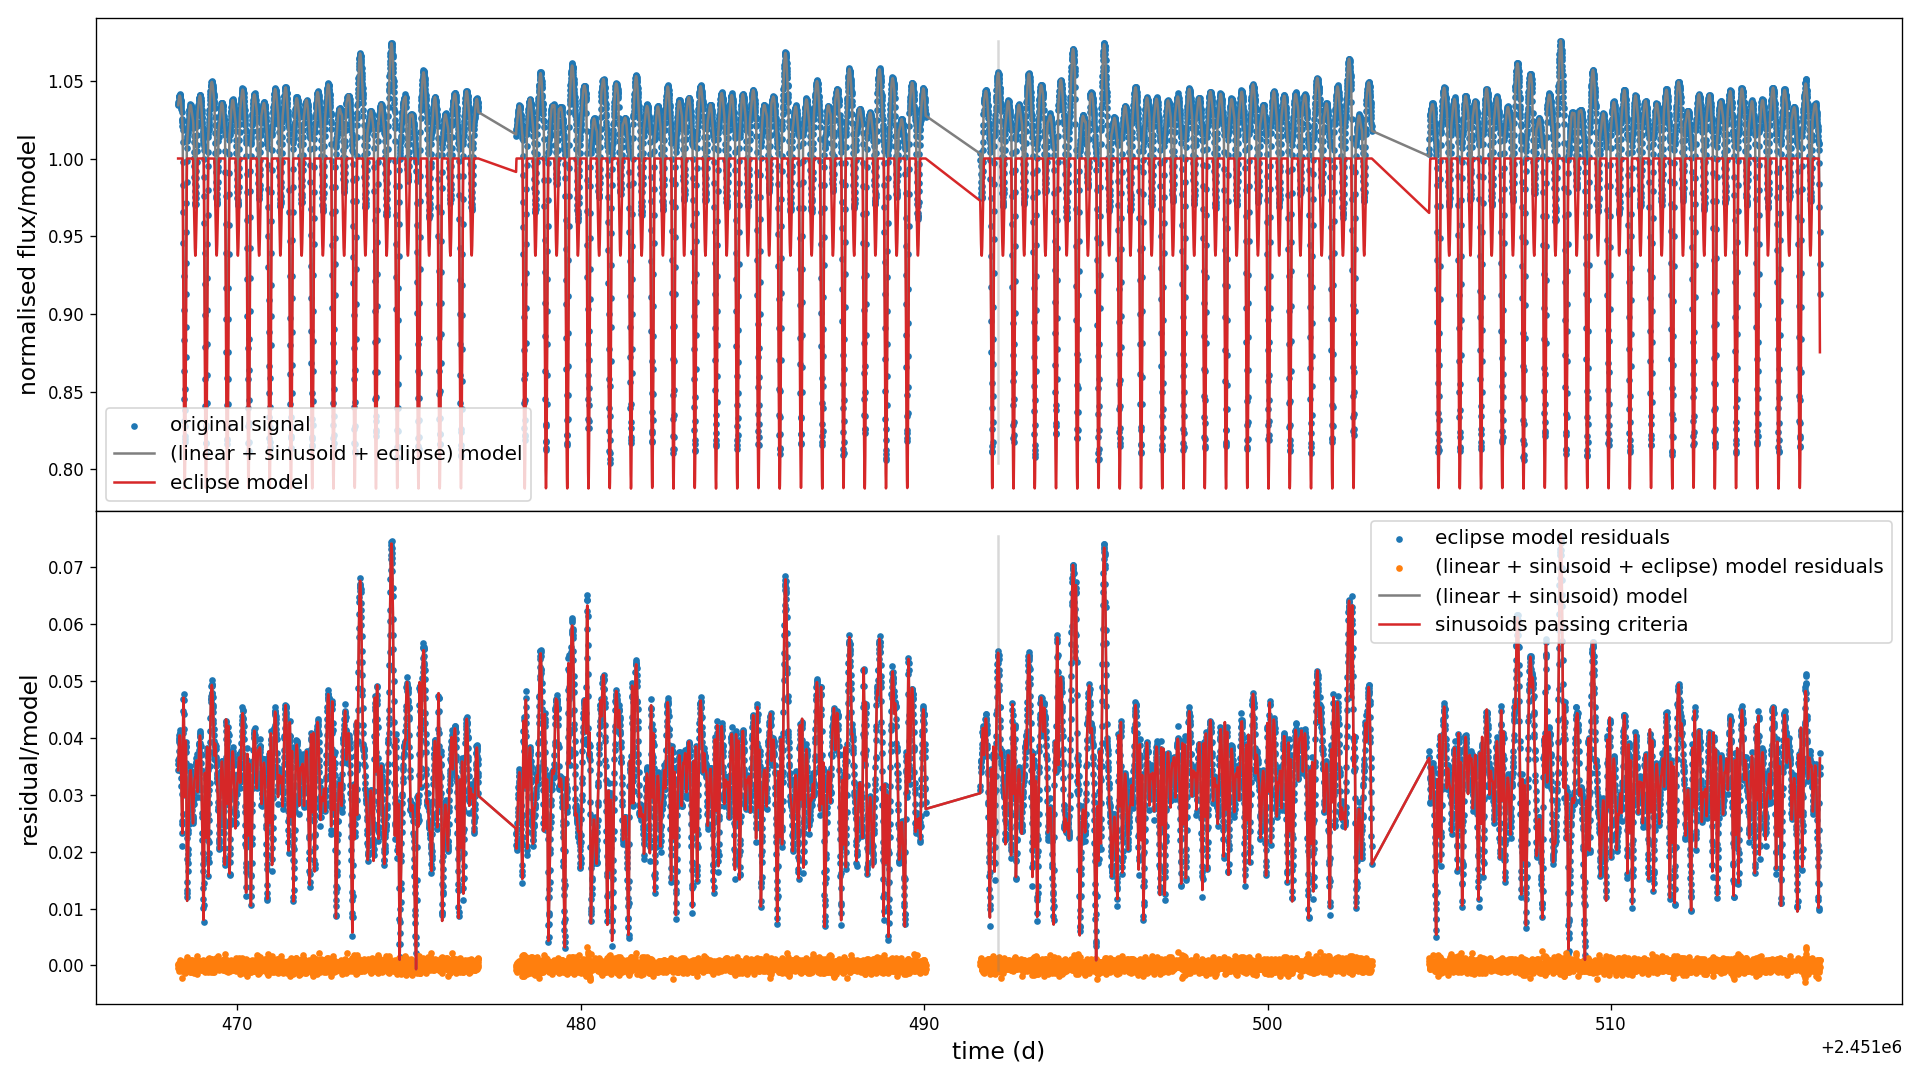 normalised flux/model
1.05
1.00
0.95
0.90
0.85
0.80
original signal
(linear + sinusoid + eclipse) model
eclipse model
residual/model
0.07
0.06
0.05
0.04
0.03
0.02
0.01
0.00
eclipse model residuals
(linear + sinusoid + eclipse) model residuals
(linear + sinusoid) model
sinusoids passing criteria
470
480
490
500
510
time (d)
+2.451e6